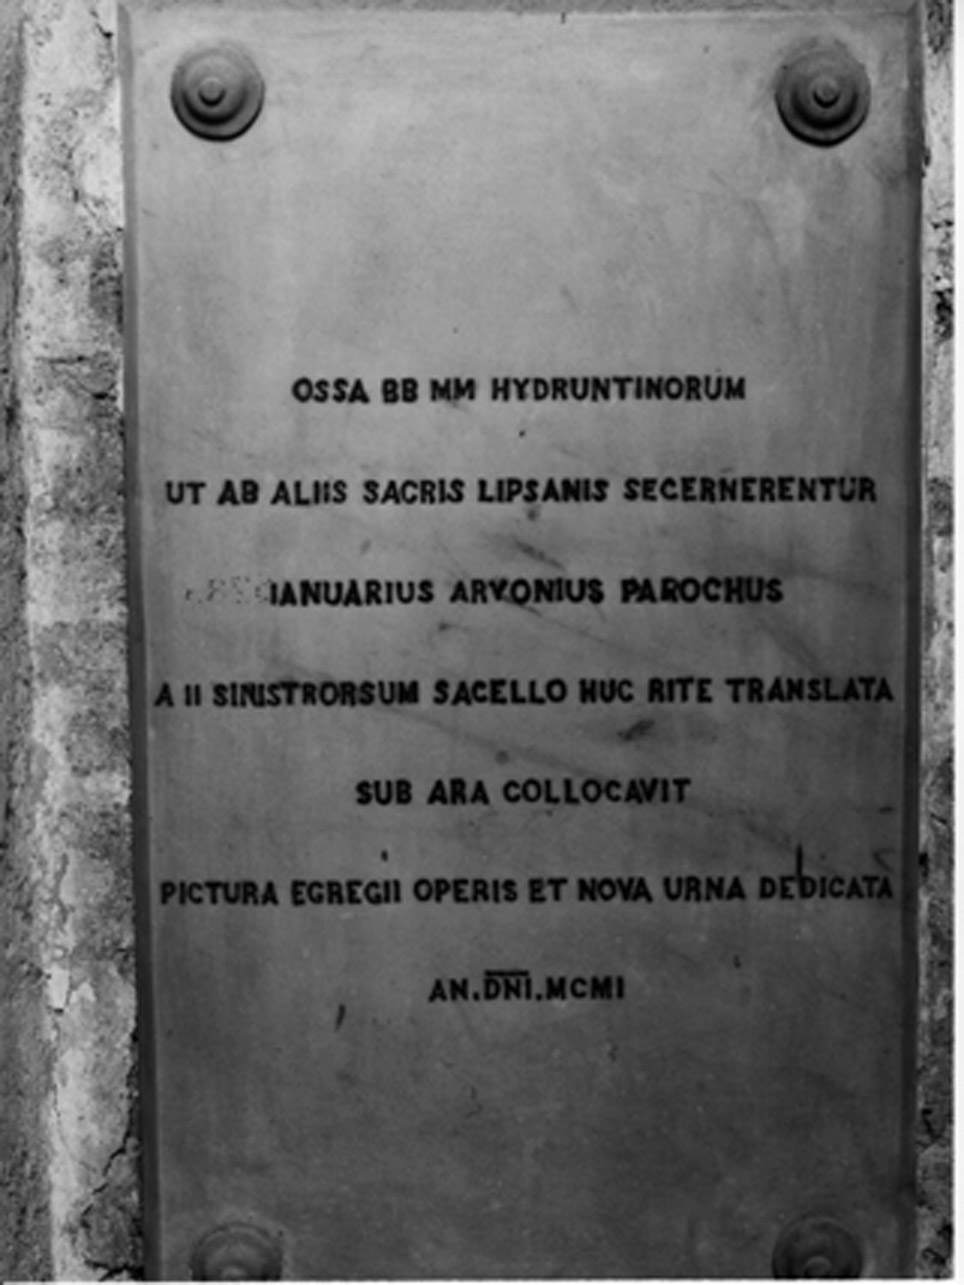 OSSA BB MM HYDRUNTINORUM
UT AB ALIIS SACRIS LIPSANIS SECERNERENTUR
IANUARIUS ARVONIUS PAROCHUS
A II SINISTRORSUM SACELLO HUC RITE TRANSLATA
SUB ARA COLLOCAVIT
PICTURA EGREGII OPERIS ET NOVA URNA DEDICATA
AN.D̅N̅I̅.MCMI